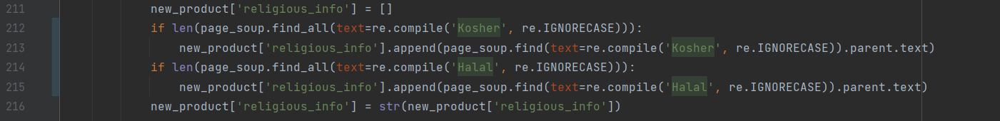 211 new_product['religious_info'] = []
212 if len(page_soup.find_all(text=re.compile('Kosher', re.IGNORECASE))):
213 new_product['religious_info'].append(page_soup.find(text=re.compile('Kosher', re.IGNORECASE)).parent.text)
214 if len(page_soup.find_all(text=re.compile('Halal', re.IGNORECASE))):
215 new_product['religious_info'].append(page_soup.find(text=re.compile('Halal', re.IGNORECASE)).parent.text)
216 new_product['religious_info'] = str(new_product['religious_info'])